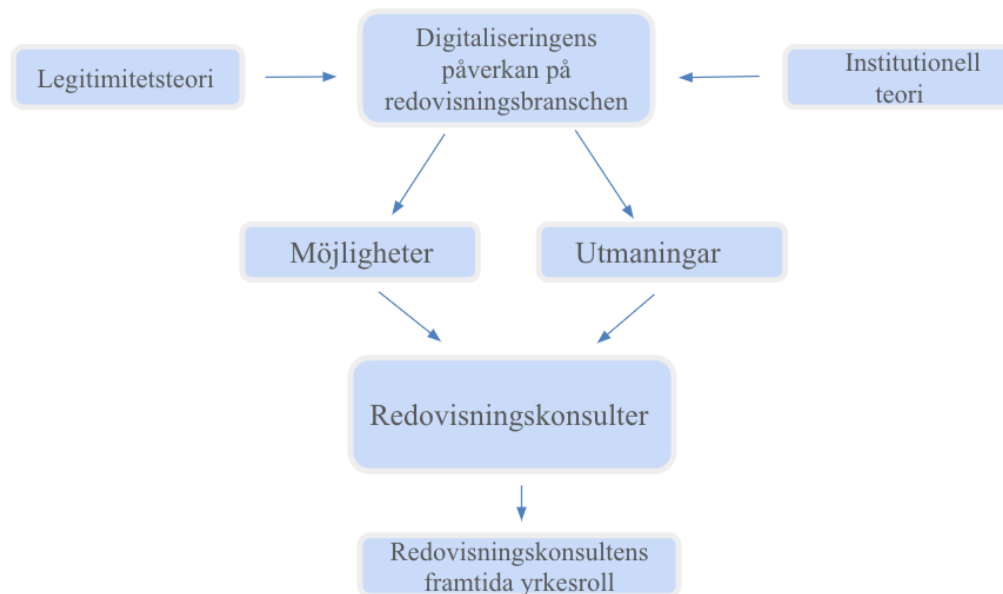 Digitaliseringens
påverkan på
redovisningsbranschen
Legitimitetsteori
Institutionell
teori
Möjligheter
Utmaningar
Redovisningskonsulter
Redovisningskonsultens
framtida yrkesroll